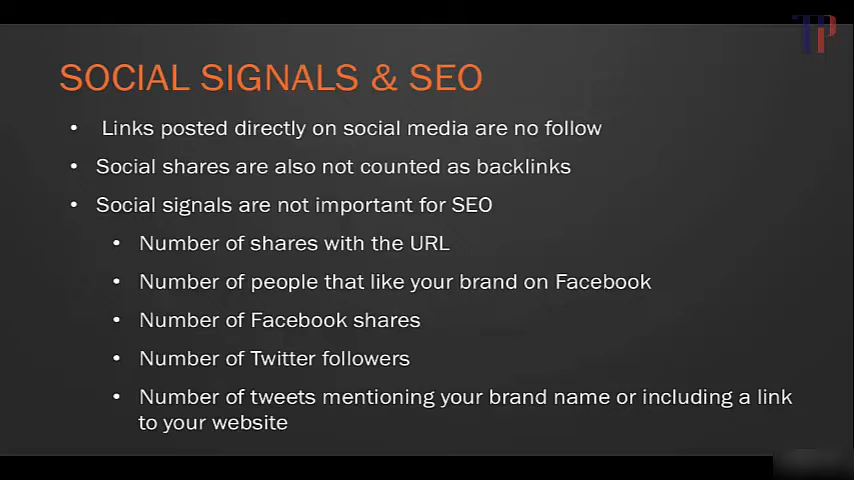 TP
SOCIAL SIGNALS & SEO
• Links posted directly on social media are no follow
• Social shares are also not counted as backlinks
• Social signals are not important for SEO
• Number of shares with the URL
• Number of people that like your brand on Facebook
• Number of Facebook shares
• Number of Twitter followers
• Number of tweets mentioning your brand name or including a link
to your website